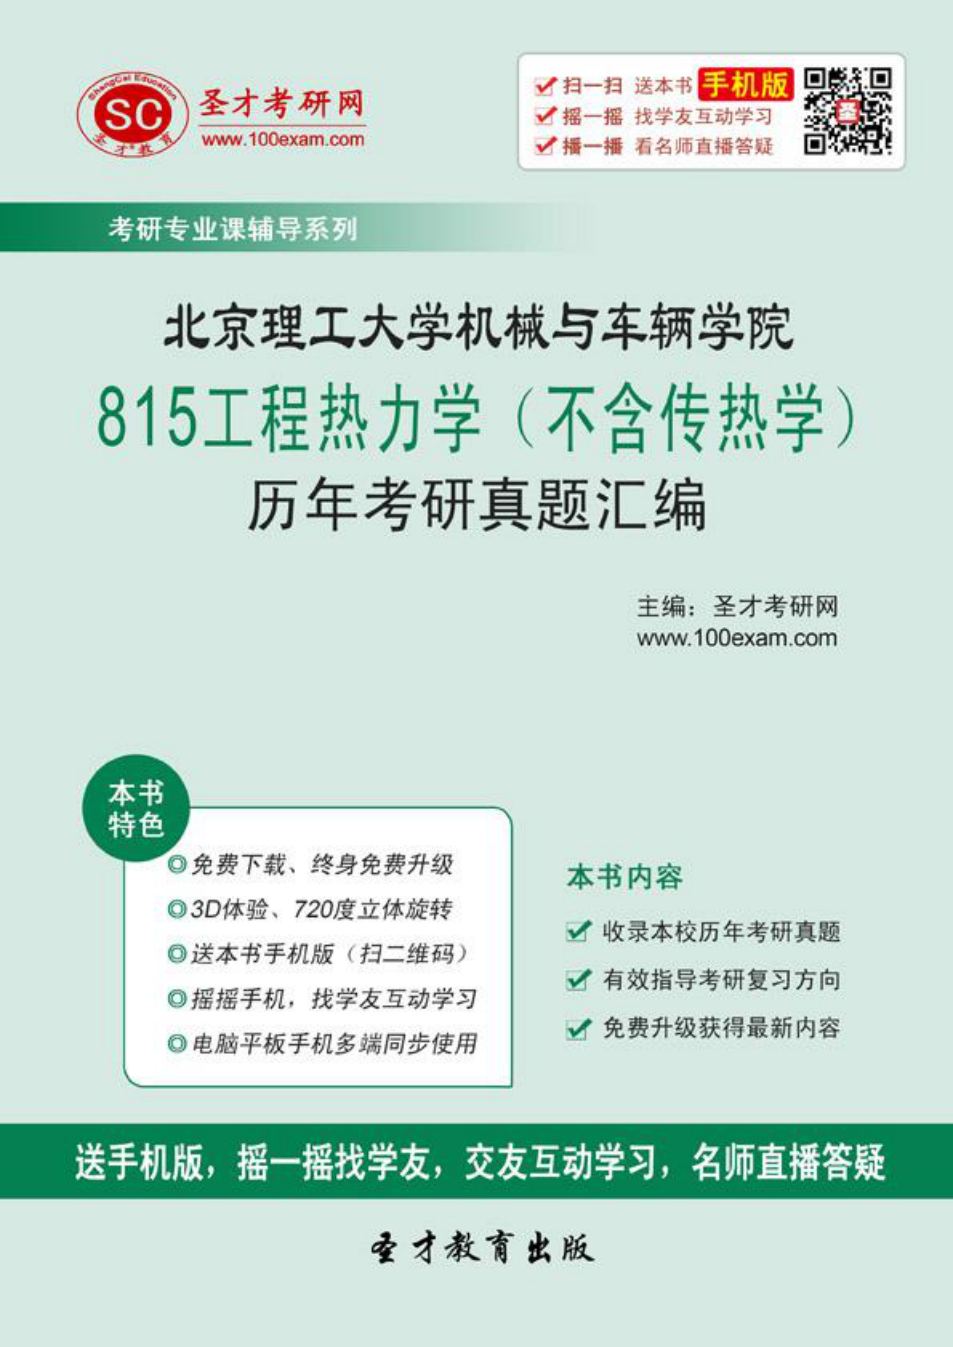 ShangCai Education
SC
圣才教育
圣才考研网
www.100exam.com
扫一扫 送本书 手机版
摇一摇 找学友互动学习
播一播 看名师直播答疑
圣
考研专业课辅导系列
北京理工大学机械与车辆学院
815工程热力学（不含传热学）
历年考研真题汇编
主编：圣才考研网
www.100exam.com
本书
特色
◎免费下载、终身免费升级
◎3D体验、720度立体旋转
◎送本书手机版（扫二维码）
◎摇摇手机，找学友互动学习
◎电脑平板手机多端同步使用
本书内容
收录本校历年考研真题
有效指导考研复习方向
免费升级获得最新内容
送手机版，摇一摇找学友，交友互动学习，名师直播答疑
圣才教育出版